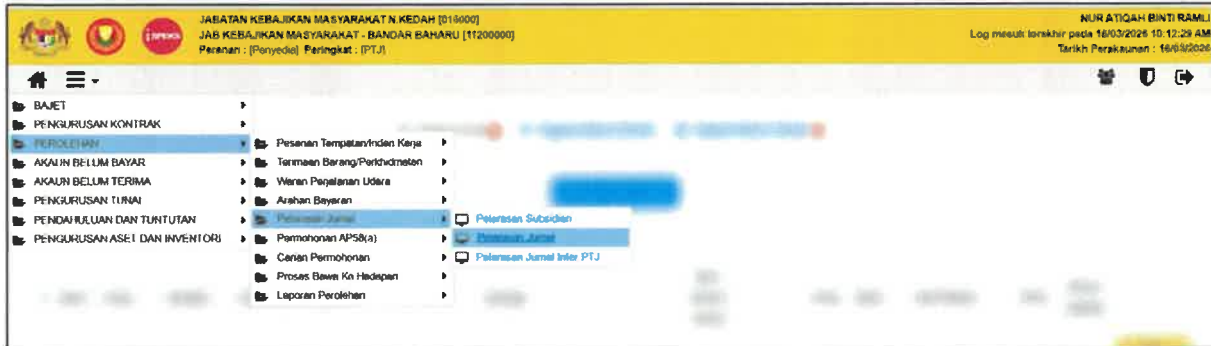 JABATAN KEBAJIKAN MASYARAKAT N.KEDAH [016000]
JAB KEBAJIKAN MASYARAKAT - BANDAR BAHARU [11200000]
Peranan : [Penyedia] Peringkat : [PTJ]
NUR ATIQAH BINTI RAMLI
Log masuk terakhir pada 16/03/2026 10:12:29 AM
Tarikh Perakaunan : 16/03/2026
BAJET
PENGURUSAN KONTRAK
PEROLEHAN
AKAUN BELUM BAYAR
AKAUN BELUM TERIMA
PENGURUSAN TUNAI
PENDAHULUAN DAN TUNTUTAN
PENGURUSAN ASET DAN INVENTORI
Pesanan Tempatan/Inden Kerja
Terimaan Barang/Perkhidmatan
Waran Perjalanan Udara
Arahan Bayaran
Pelarasan Jurnal
Permohonan AP58(a)
Carian Permohonan
Proses Bawa Ke Hadapan
Laporan Perolehan
Pelarasan Subsidiari
Pelarasan Jurnal
Pelarasan Jurnal Inter PTJ